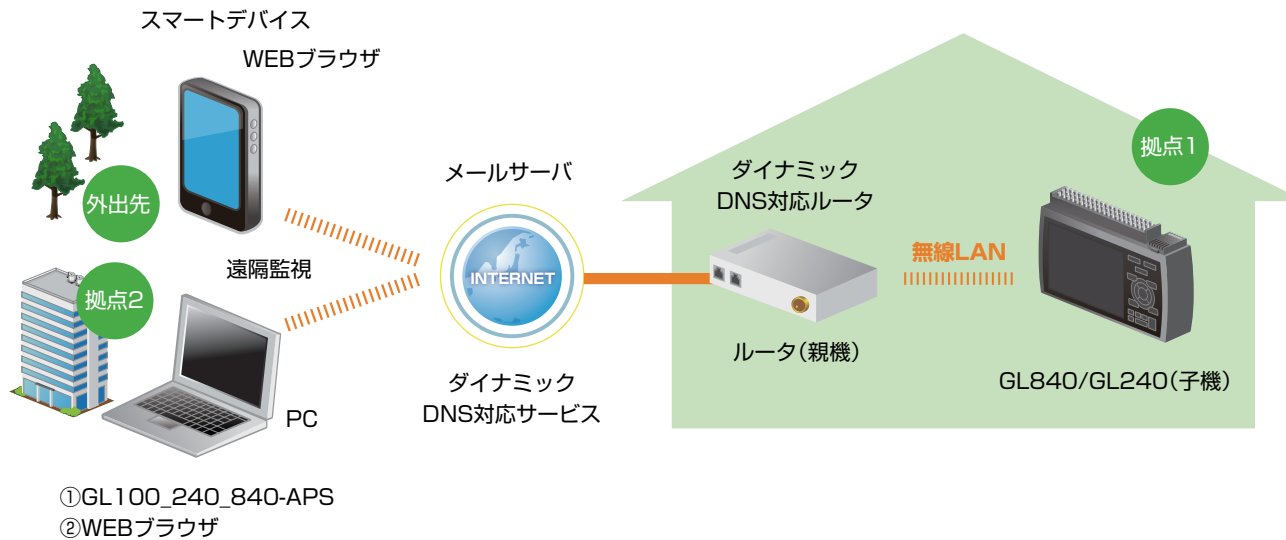 スマートデバイス
WEBブラウザ
外出先
遠隔監視
拠点2
PC
①GL100_240_840-APS
②WEBブラウザ
メールサーバ
INTERNET
ダイナミック
DNS対応サービス
ダイナミック
DNS対応ルータ
ルータ(親機)
無線LAN
拠点1
GL840/GL240(子機)